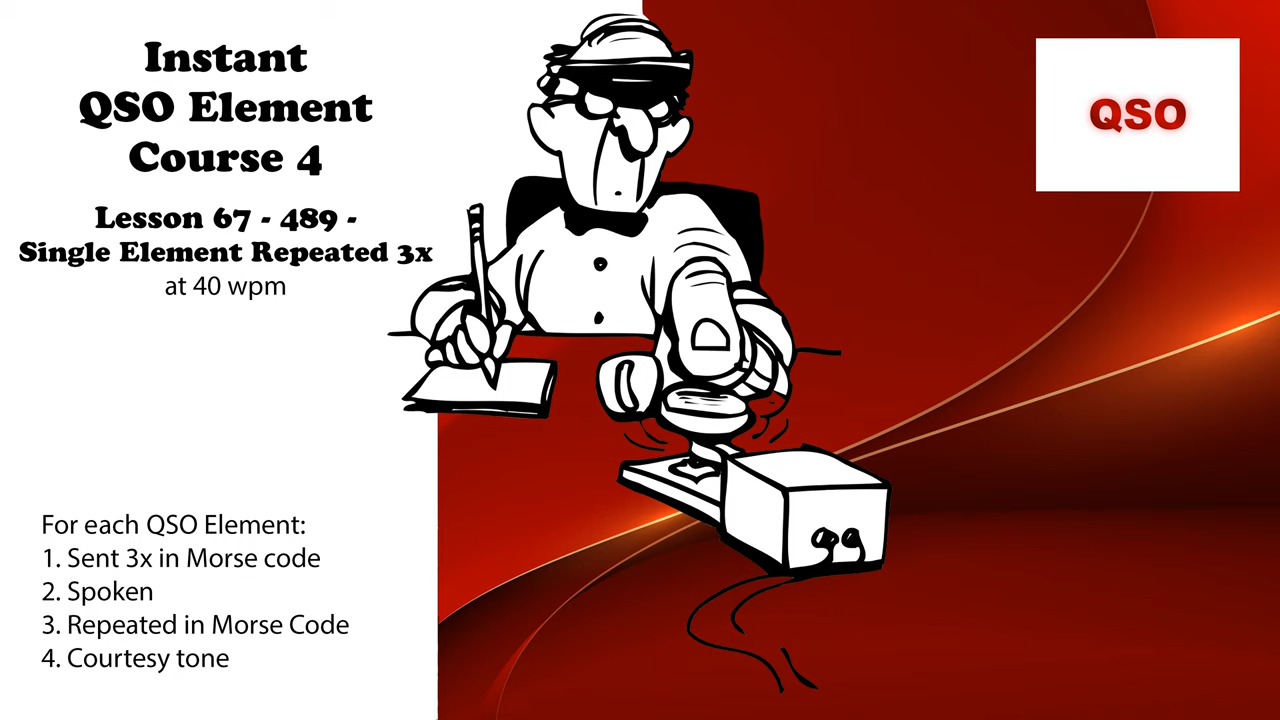 Instant
QSO Element
Course 4
Lesson 67 - 489 -
Single Element Repeated 3x
at 40 wpm
QSO
For each QSO Element:
1. Sent 3x in Morse code
2. Spoken
3. Repeated in Morse Code
4. Courtesy tone